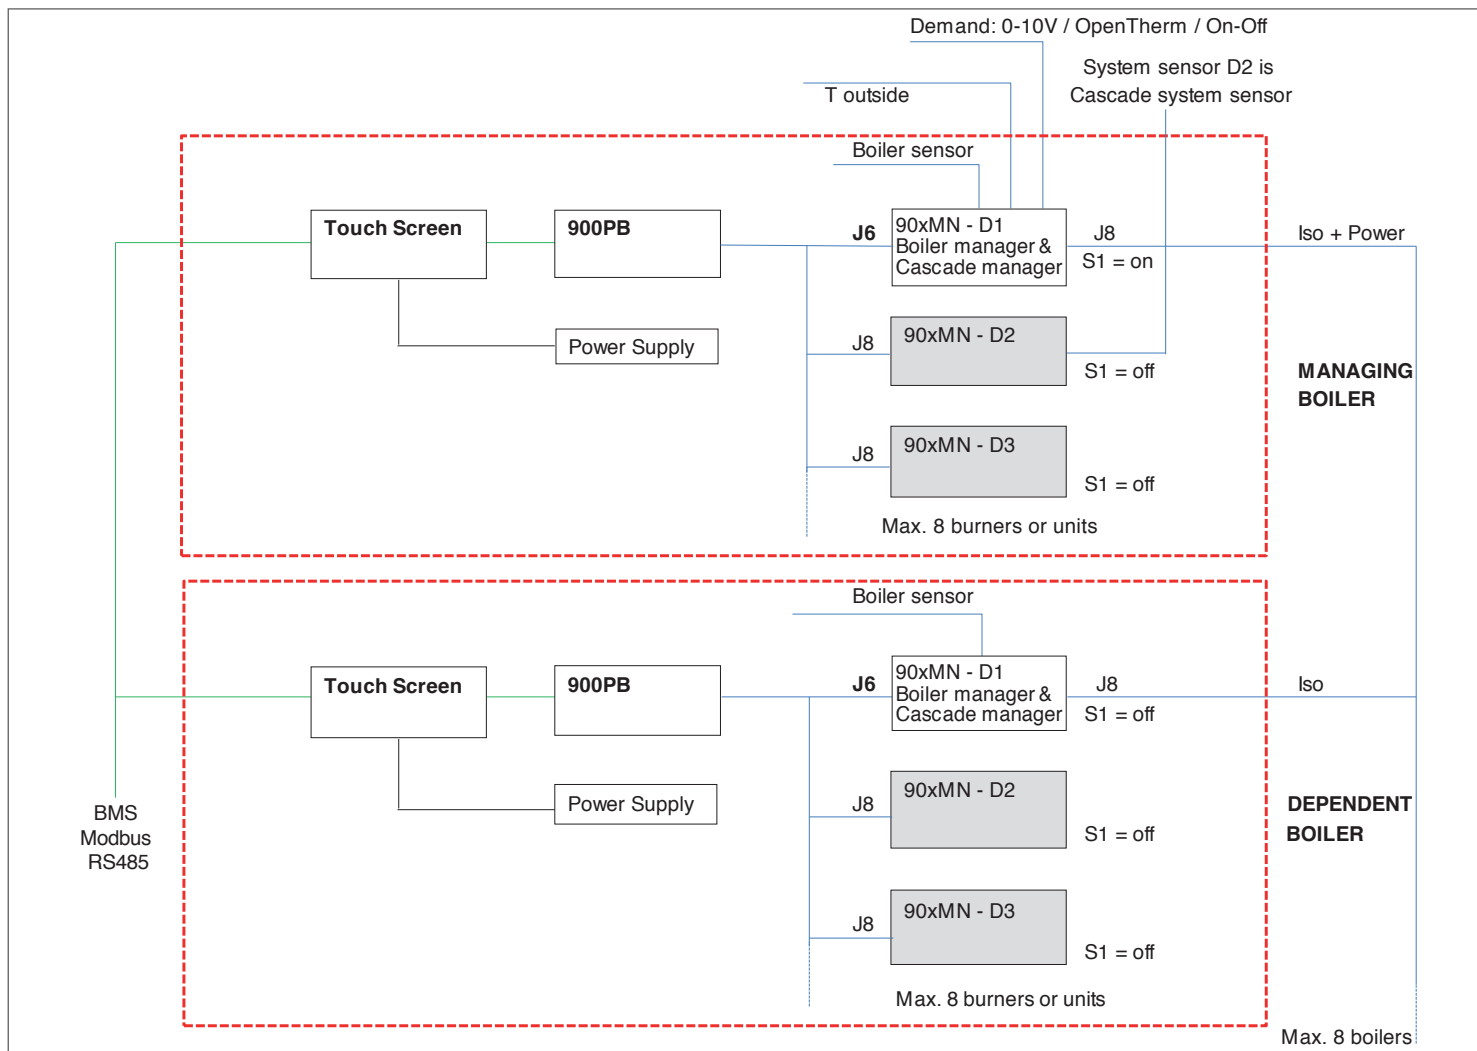 Demand: 0-10V / OpenTherm / On-Off
System sensor D2 is
Cascade system sensor
T outside
Boiler sensor
Touch Screen
900PB
J6
90xMN - D1
Boiler manager &
Cascade manager
J8
S1 = on
Iso + Power
Power Supply
J8
90xMN - D2
S1 = off
MANAGING
BOILER
J8
90xMN - D3
S1 = off
Max. 8 burners or units
Boiler sensor
Touch Screen
900PB
J6
90xMN - D1
Boiler manager &
Cascade manager
J8
S1 = off
Iso
Power Supply
J8
90xMN - D2
S1 = off
DEPENDENT
BOILER
BMS
Modbus
RS485
J8
90xMN - D3
S1 = off
Max. 8 burners or units
Max. 8 boilers